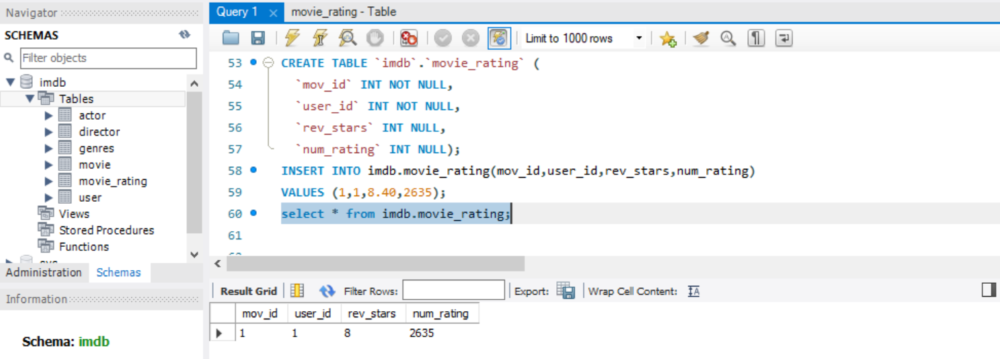 Navigator
SCHEMAS
Filter objects
imdb
Tables
actor
director
genres
movie
movie_rating
user
Views
Stored Procedures
Functions
Administration Schemas
Information
Schema: imdb
Query 1 movie_rating - Table
Limit to 1000 rows
53 CREATE TABLE `imdb`.`movie_rating` (
54 `mov_id` INT NOT NULL,
55 `user_id` INT NOT NULL,
56 `rev_stars` INT NULL,
57 `num_rating` INT NULL);
58 INSERT INTO imdb.movie_rating(mov_id,user_id,rev_stars,num_rating)
59 VALUES (1,1,8.40,2635);
60 select * from imdb.movie_rating;
61
Result Grid Filter Rows: Export: Wrap Cell Content: IA
mov_id user_id rev_stars num_rating
1 1 8 2635